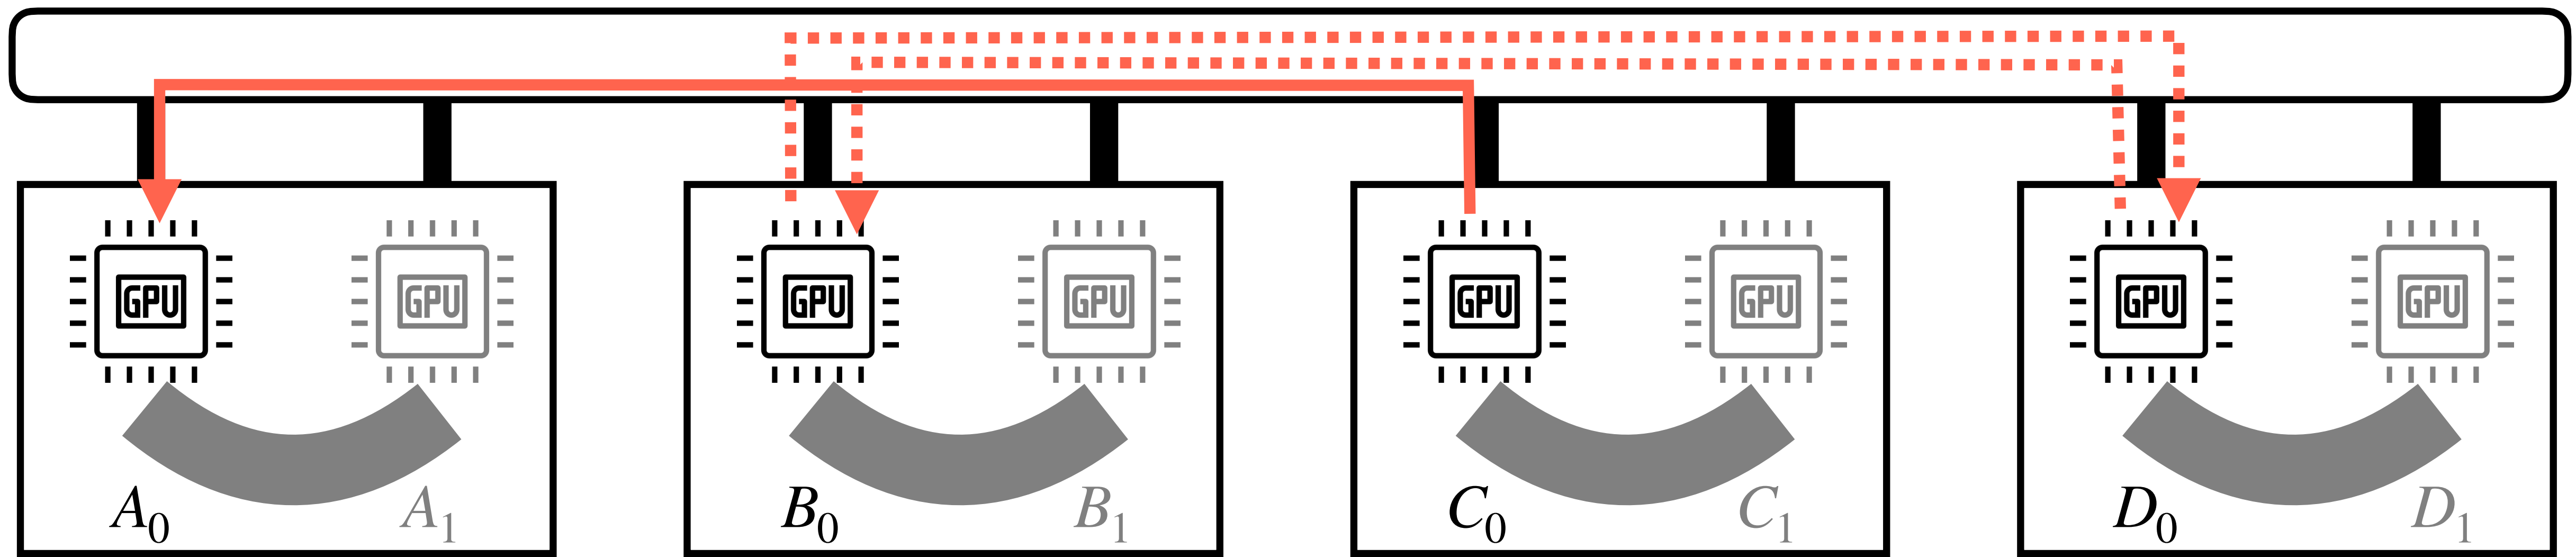 GPU GPU GPU GPU GPU GPU GPU GPU
A0 A1 B0 B1 C0 C1 D0 D1